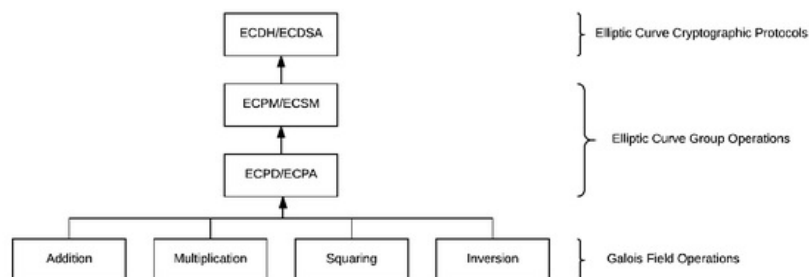 ECDH/ECDSA
Elliptic Curve Cryptographic Protocols
ECPM/ECSM
Elliptic Curve Group Operations
ECPD/ECPA
Addition
Multiplication
Squaring
Inversion
Galois Field Operations